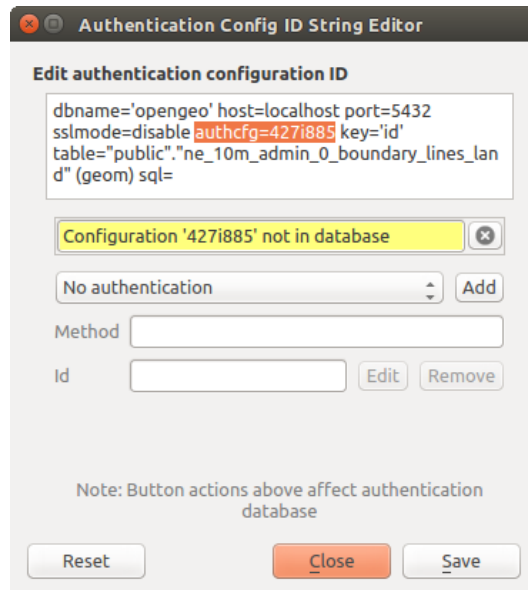 Authentication Config ID String Editor
Edit authentication configuration ID
dbname='opengeo' host=localhost port=5432
sslmode=disable authcfg=427i885 key='id'
table="public"."ne_10m_admin_0_boundary_lines_lan
d" (geom) sql=
Configuration '427i885' not in database
No authentication
Add
Method
Id
Edit
Remove
Note: Button actions above affect authentication
database
Reset
Close
Save